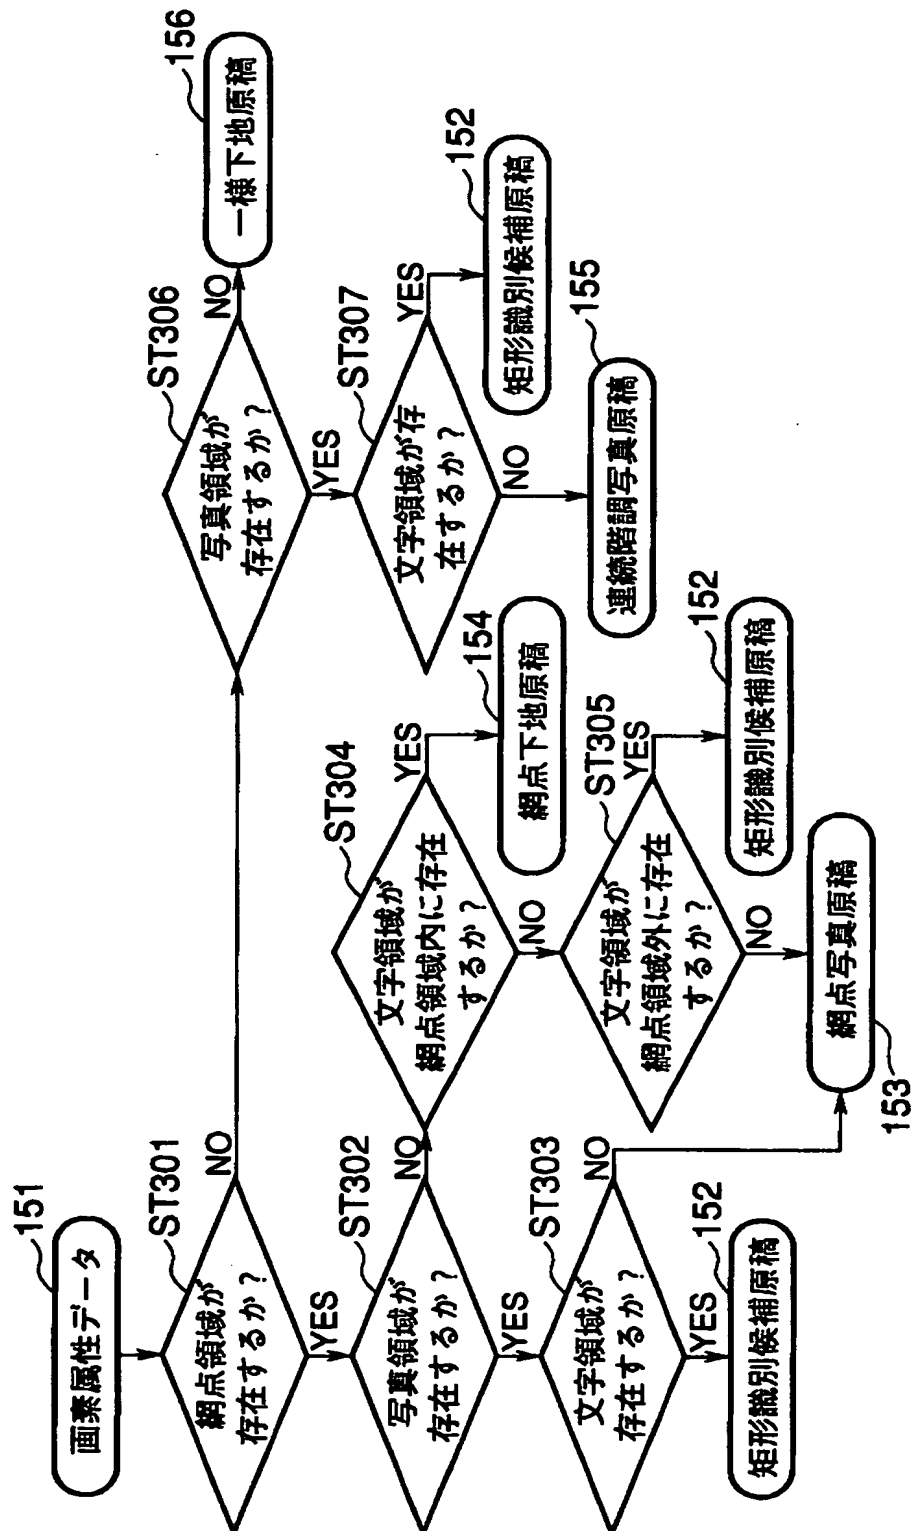 151
画素属性データ
ST301
網点領域が
存在するか?
NO
YES
ST302
写真領域が
存在するか?
NO
YES
ST303
文字領域が
存在するか?
NO
YES
152
矩形識別候補原稿
ST304
文字領域が
網点領域内に存在
するか?
YES
NO
154
網点下地原稿
ST305
文字領域が
網点領域外に存在
するか?
YES
NO
152
矩形識別候補原稿
網点写真原稿
153
ST306
写真領域が
存在するか?
NO
YES
156
一様下地原稿
ST307
文字領域が存
在するか?
YES
NO
152
矩形識別候補原稿
155
連続階調写真原稿